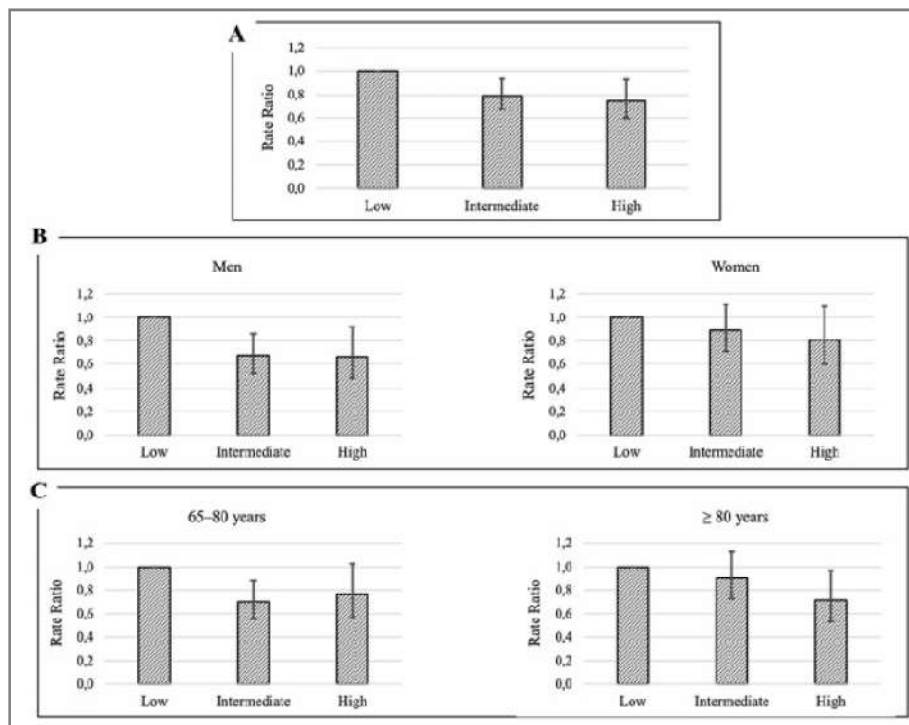 A
Rate Ratio
1,2
1,0
0,8
0,6
0,4
0,2
0,0
Low Intermediate High
B
Men
Rate Ratio
1,2
1,0
0,8
0,6
0,4
0,2
0,0
Low Intermediate High
Women
Rate Ratio
1,2
1,0
0,8
0,6
0,4
0,2
0,0
Low Intermediate High
C
65–80 years
Rate Ratio
1,2
1,0
0,8
0,6
0,4
0,2
0,0
Low Intermediate High
≥ 80 years
Rate Ratio
1,2
1,0
0,8
0,6
0,4
0,2
0,0
Low Intermediate High